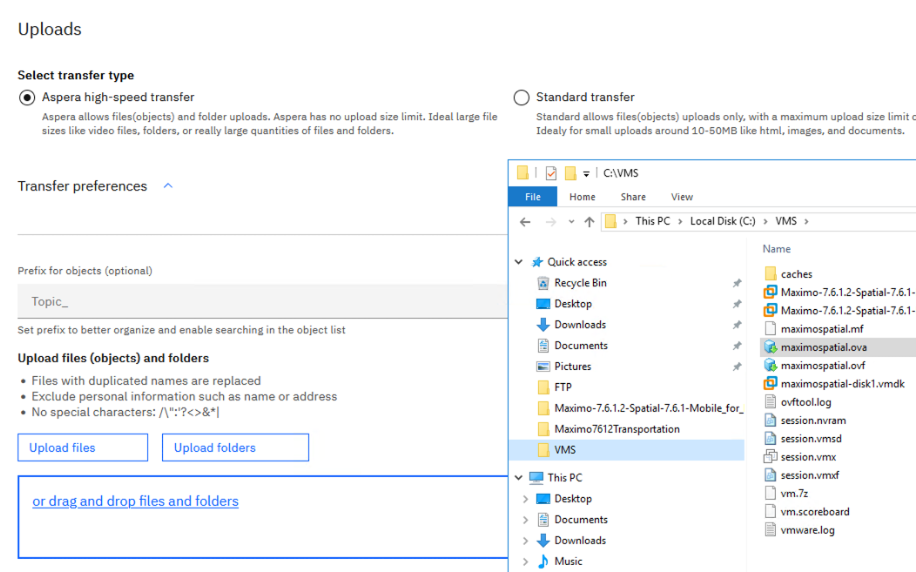 Uploads
Select transfer type
Aspera high-speed transfer
Aspera allows files(objects) and folder uploads. Aspera has no upload size limit. Ideal large file
sizes like video files, folders, or really large quantities of files and folders.
Standard transfer
Standard allows files(objects) uploads only, with a maximum upload size limit
Idealy for small uploads around 10-50MB like html, images, and documents.
Transfer preferences
Prefix for objects (optional)
Topic_
Set prefix to better organize and enable searching in the object list
Upload files (objects) and folders
• Files with duplicated names are replaced
• Exclude personal information such as name or address
• No special characters: /\":'?<>&*|
Upload files
Upload folders
or drag and drop files and folders
C:\VMS
File Home Share View
This PC > Local Disk (C:) > VMS >
Quick access
Recycle Bin
Desktop
Downloads
Documents
Pictures
FTP
Maximo-7.6.1.2-Spatial-7.6.1-Mobile_for_
Maximo7612Transportation
VMS
This PC
Desktop
Documents
Downloads
Music
Name
caches
Maximo-7.6.1.2-Spatial-7.6.1-
Maximo-7.6.1.2-Spatial-7.6.1-
maximospatial.mf
maximospatial.ova
maximospatial.ovf
maximospatial-disk1.vmdk
ovftool.log
session.nvram
session.vmsd
session.vmx
session.vmxf
vm.7z
vm.scoreboard
vmware.log